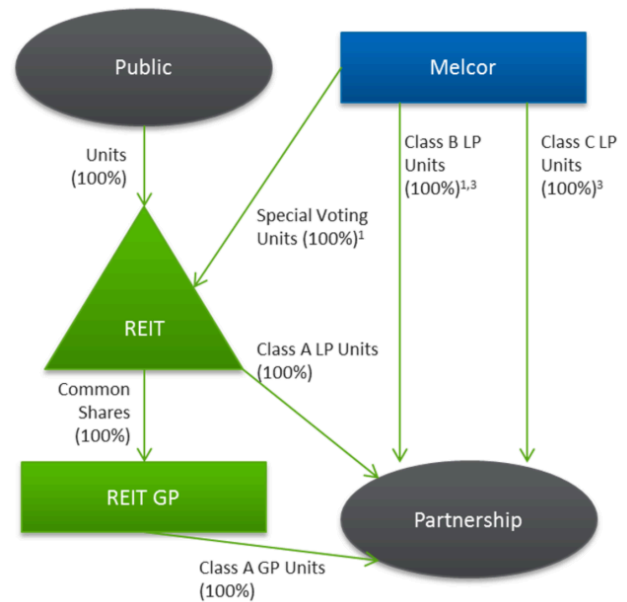 Public
Melcor
Units
(100%)
Class B LP
Units
(100%)¹,³
Class C LP
Units
(100%)³
Special Voting
Units (100%)¹
REIT
Class A LP Units
(100%)
Common
Shares
(100%)
REIT GP
Partnership
Class A GP Units
(100%)